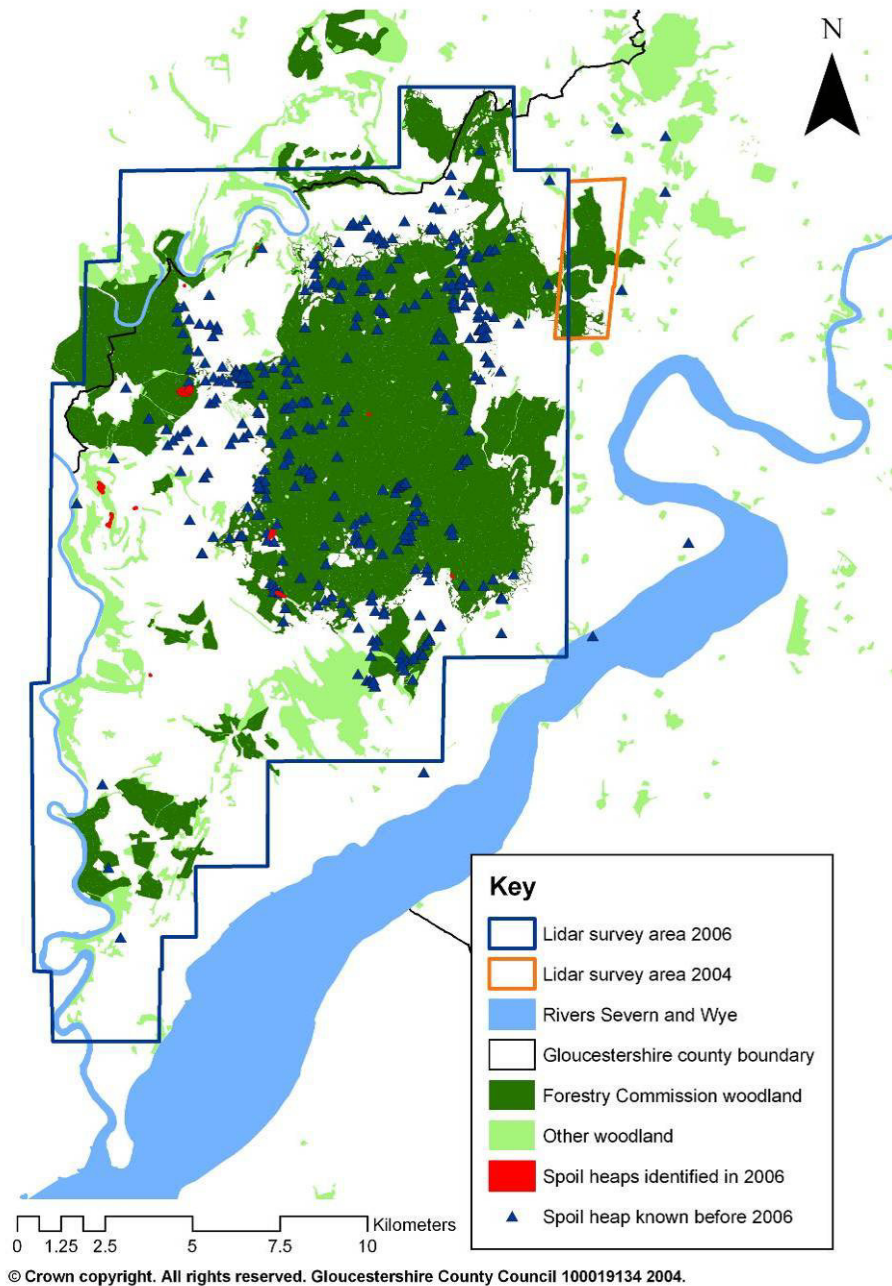 N
Key
Lidar survey area 2006
Lidar survey area 2004
Rivers Severn and Wye
Gloucestershire county boundary
Forestry Commission woodland
Other woodland
Spoil heaps identified in 2006
Spoil heap known before 2006
Kilometers
0 1.25 2.5 5 7.5 10
© Crown copyright. All rights reserved. Gloucestershire County Council 100019134 2004.